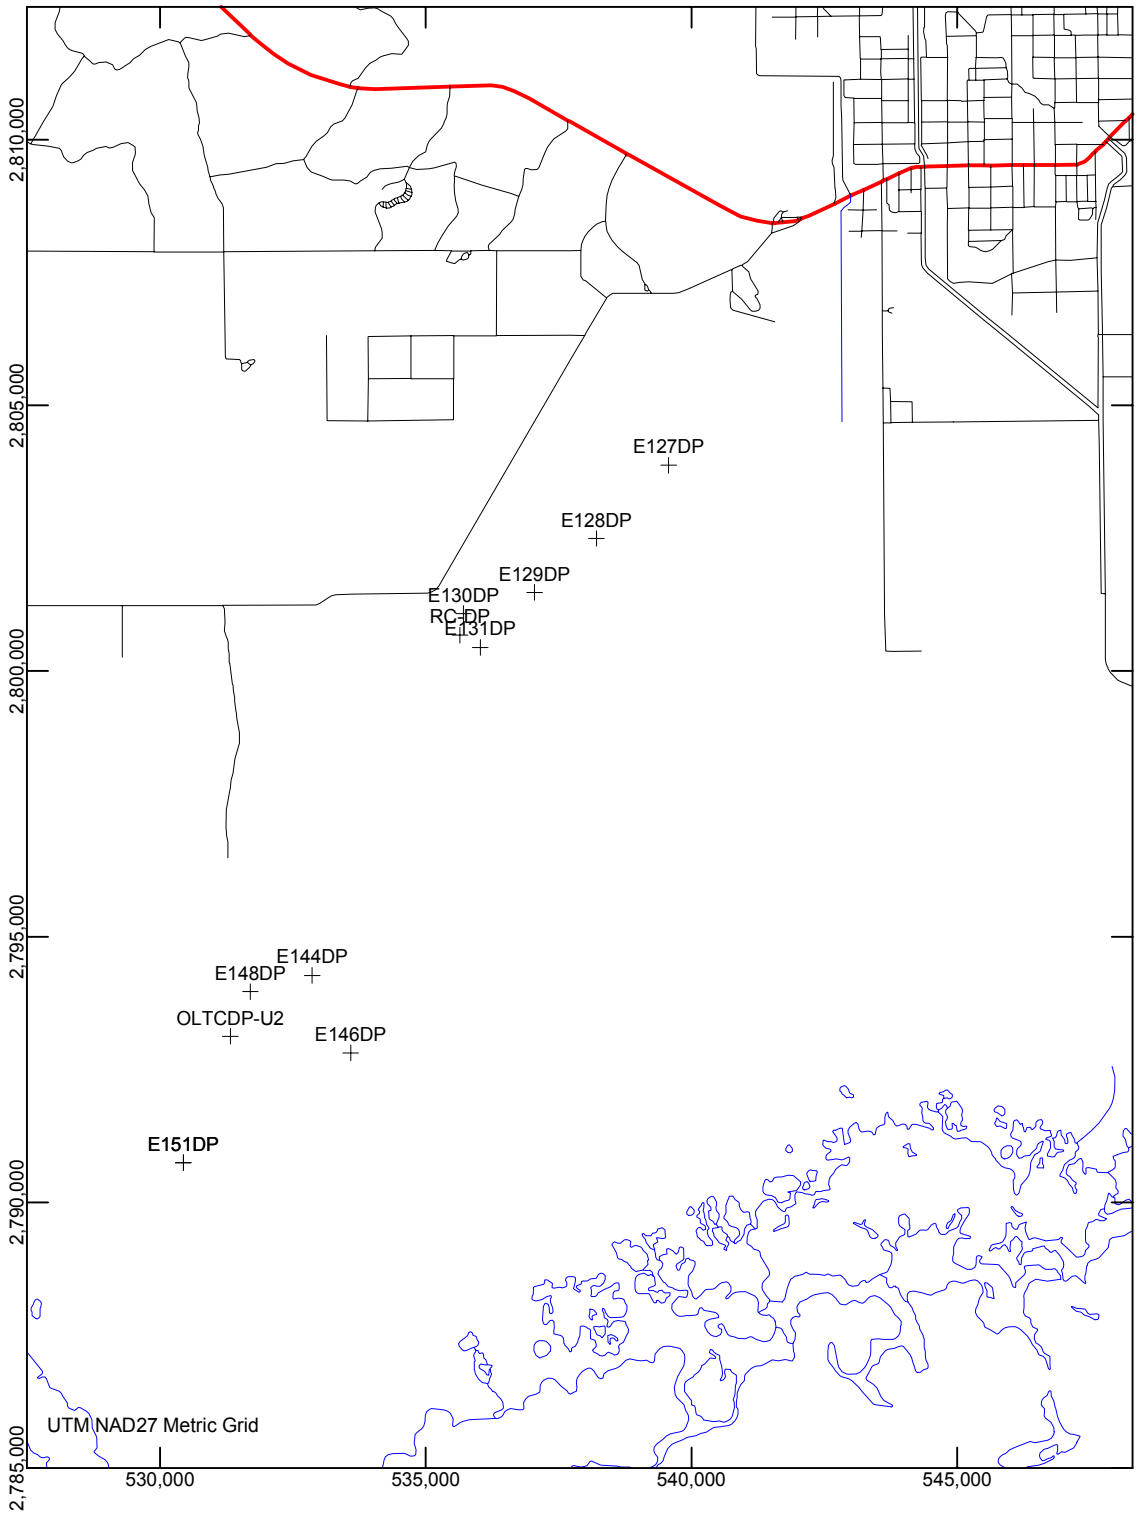 2,810,000
2,805,000
E127DP
E128DP
E129DP
E130DP
RC-DP
E131DP
2,800,000
2,795,000
E144DP
E148DP
OLTCDP-U2
E146DP
E151DP
2,790,000
UTM NAD27 Metric Grid
2,785,000
530,000
535,000
540,000
545,000